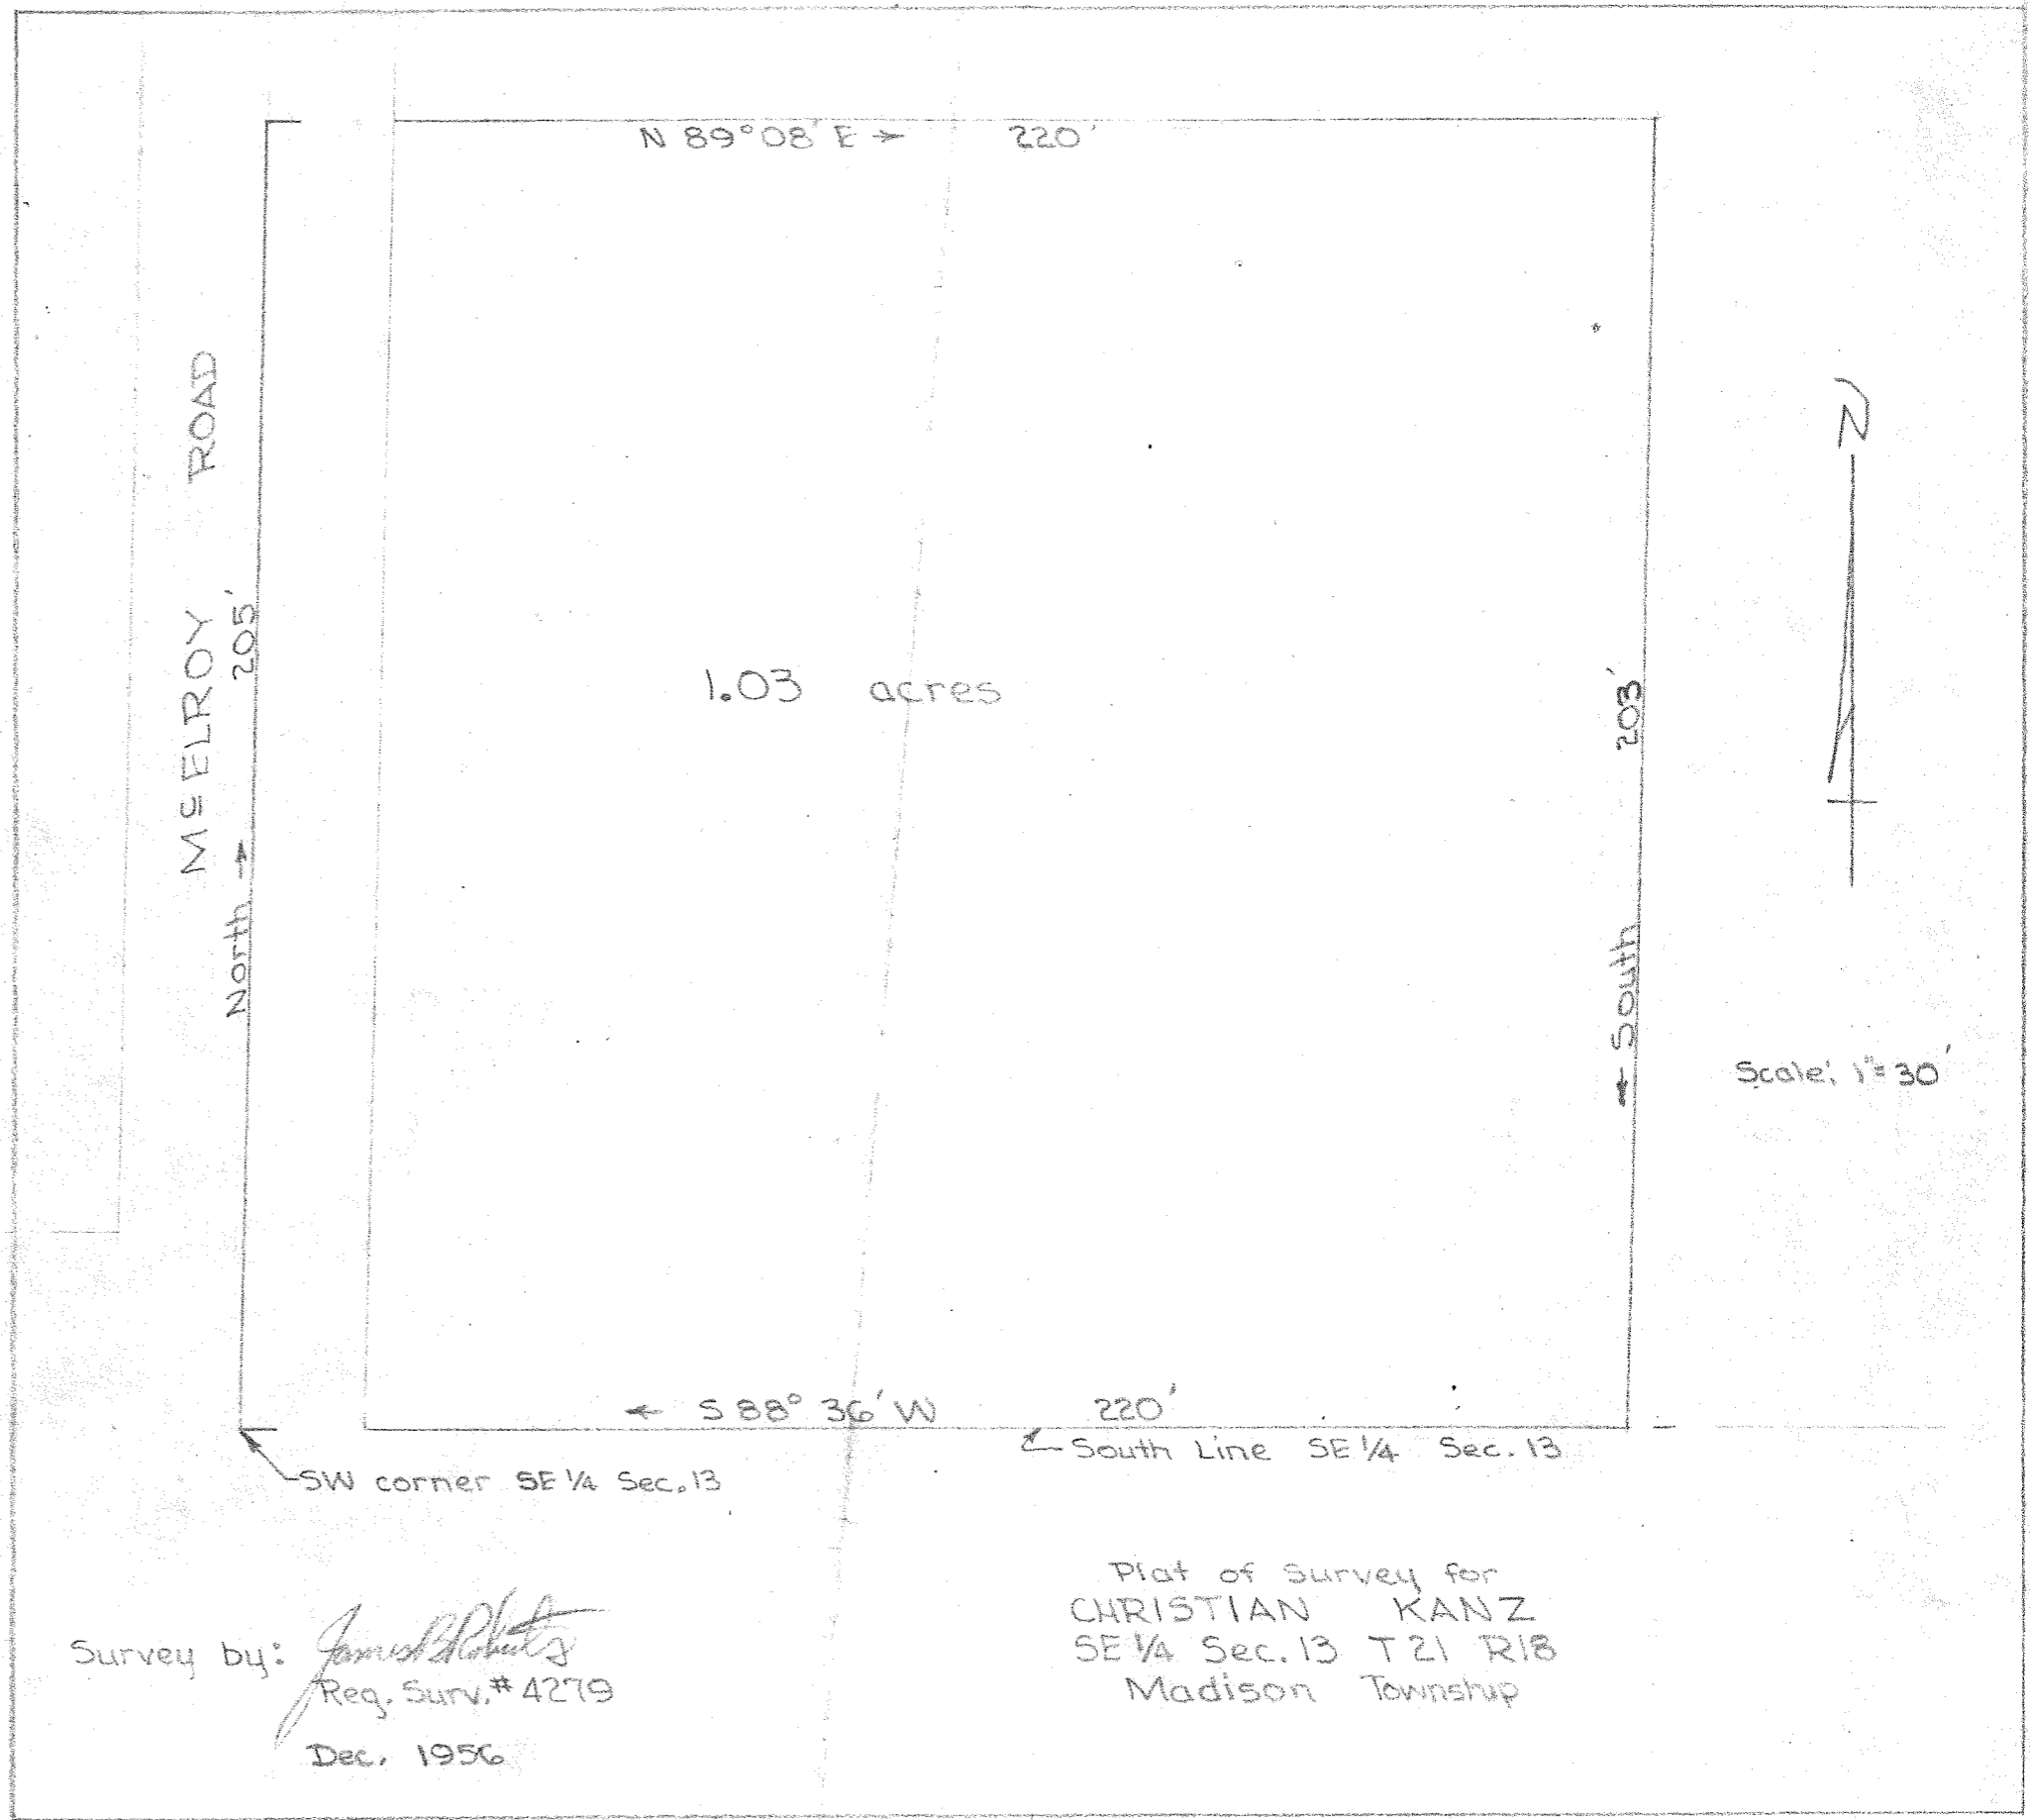 N 89°08' E → 220'
McELROY ROAD
North → 205'
1.03 acres
← South 203'
N
Scale: 1"=30'
← S 88° 36' W 220'
South Line SE 1/4 Sec. 13
SW corner SE 1/4 Sec. 13
Plat of Survey for
CHRISTIAN KANZ
SE 1/4 Sec. 13 T21 R18
Madison Township
Survey by: James B. Roberts
Reg. Surv. # 4279
Dec. 1956